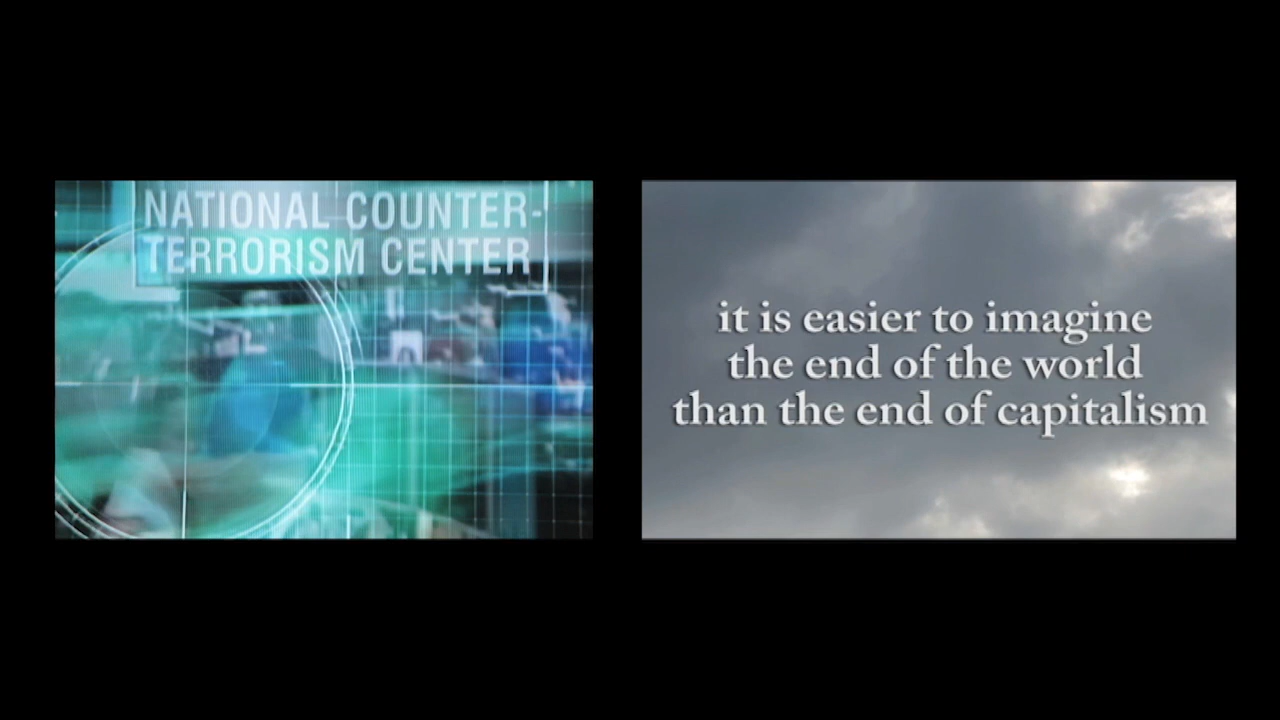 NATIONAL COUNTER-
TERRORISM CENTER
it is easier to imagine
the end of the world
than the end of capitalism